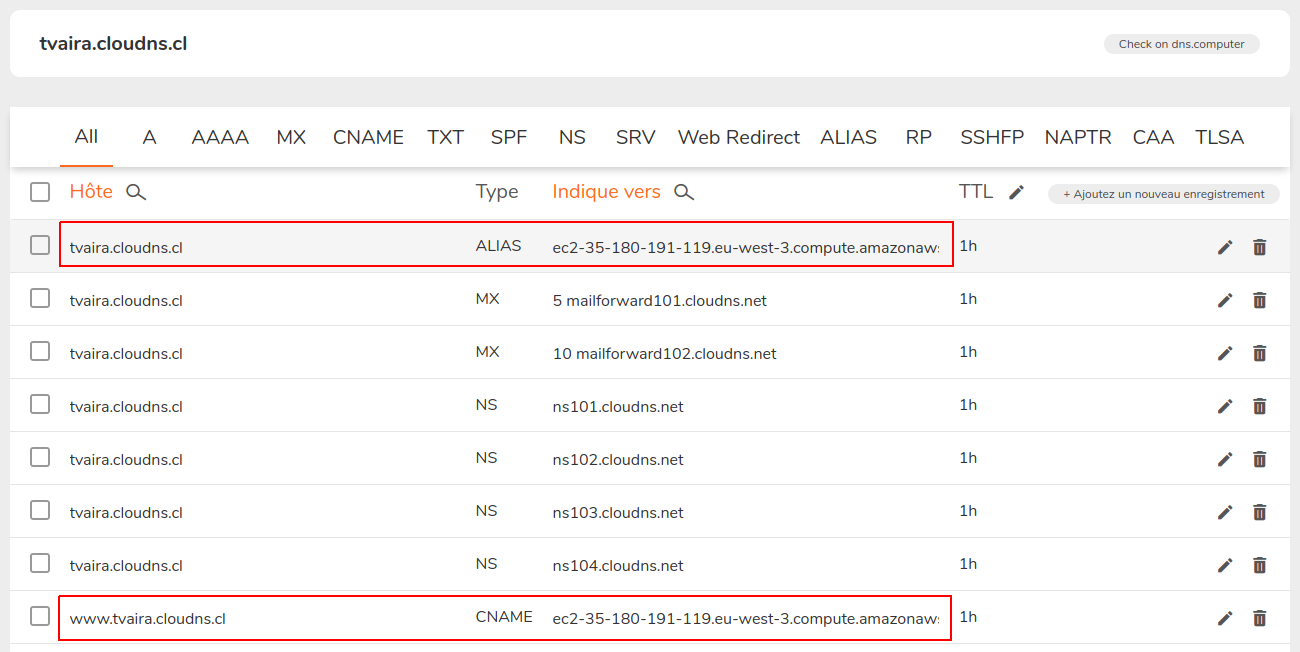 tvaira.cloudns.cl Check on dns.computer
All A AAAA MX CNAME TXT SPF NS SRV Web Redirect ALIAS RP SSHFP NAPTR CAA TLSA
Hôte Type Indique vers TTL + Ajoutez un nouveau enregistrement
tvaira.cloudns.cl ALIAS ec2-35-180-191-119.eu-west-3.compute.amazonaws 1h
tvaira.cloudns.cl MX 5 mailforward101.cloudns.net 1h
tvaira.cloudns.cl MX 10 mailforward102.cloudns.net 1h
tvaira.cloudns.cl NS ns101.cloudns.net 1h
tvaira.cloudns.cl NS ns102.cloudns.net 1h
tvaira.cloudns.cl NS ns103.cloudns.net 1h
tvaira.cloudns.cl NS ns104.cloudns.net 1h
www.tvaira.cloudns.cl CNAME ec2-35-180-191-119.eu-west-3.compute.amazonaws 1h